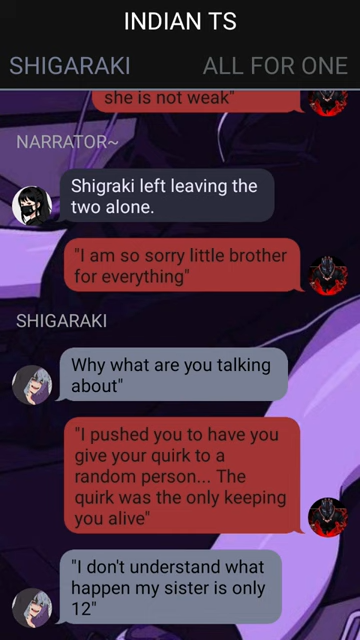 INDIAN TS
SHIGARAKI
ALL FOR ONE
she is not weak"
NARRATOR~
Shigraki left leaving the
two alone.
"I am so sorry little brother
for everything"
SHIGARAKI
Why what are you talking
about"
"I pushed you to have you
give your quirk to a
random person... The
quirk was the only keeping
you alive"
"I don't understand what
happen my sister is only
12"